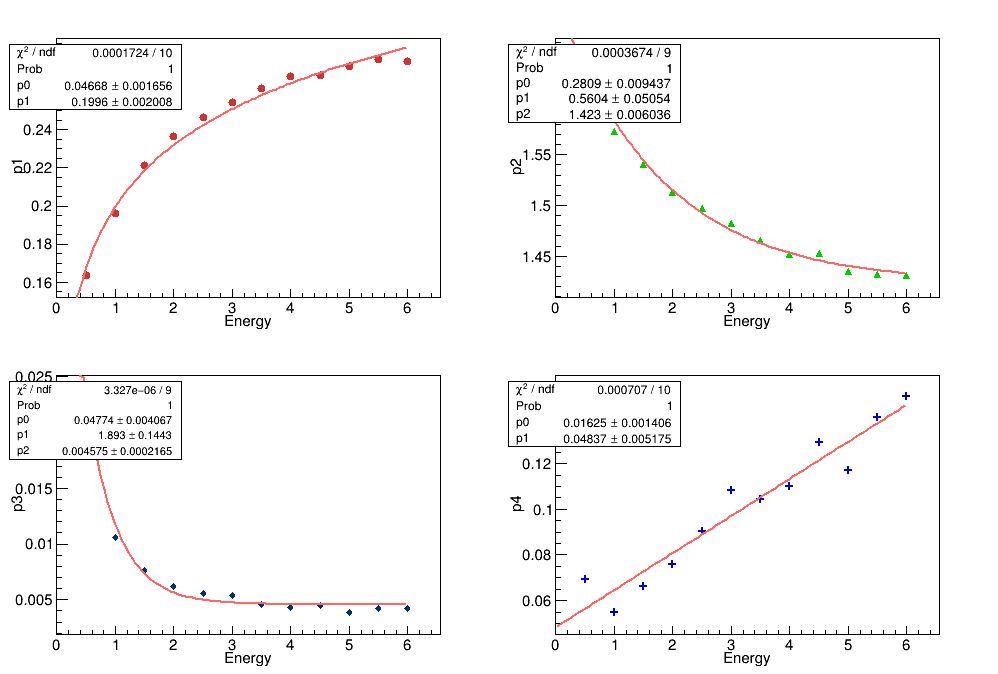 χ² / ndf 0.0001724 / 10
Prob 1
p0 0.04668 ± 0.001656
p1 0.1996 ± 0.002008
0.24
0.22
0.2
0.18
0.16
p1
0 1 2 3 4 5 6
Energy
χ² / ndf 0.0003674 / 9
Prob 1
p0 0.2809 ± 0.009437
p1 0.5604 ± 0.05054
p2 1.423 ± 0.006036
1.55
1.5
1.45
p2
0 1 2 3 4 5 6
Energy
0.025
χ² / ndf 3.327e−06 / 9
Prob 1
p0 0.04774 ± 0.004067
p1 1.893 ± 0.1443
p2 0.004575 ± 0.0002165
0.015
0.01
0.005
p3
0 1 2 3 4 5 6
Energy
χ² / ndf 0.000707 / 10
Prob 1
p0 0.01625 ± 0.001406
p1 0.04837 ± 0.005175
0.12
0.1
0.08
0.06
p4
0 1 2 3 4 5 6
Energy